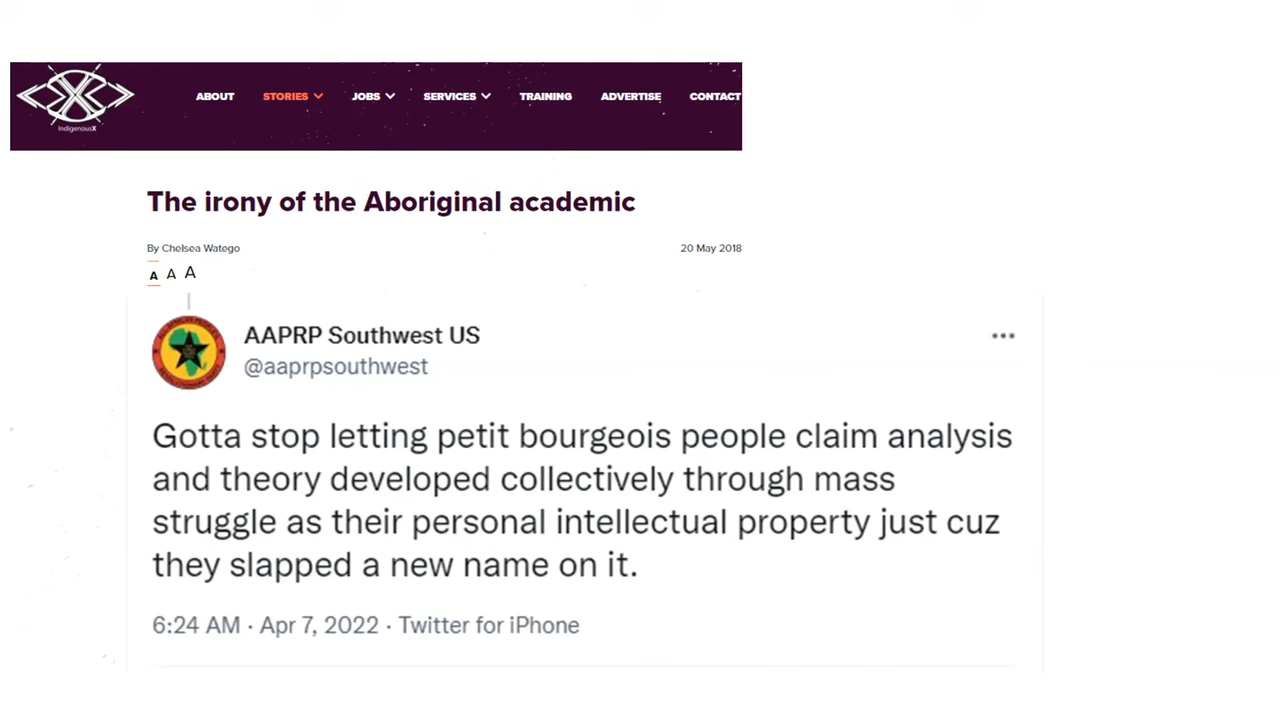 ABOUT STORIES JOBS SERVICES TRAINING ADVERTISE CONTACT
IndigenousX
The irony of the Aboriginal academic
By Chelsea Watego 20 May 2018
A A A
AAPRP Southwest US
@aaprpsouthwest
Gotta stop letting petit bourgeois people claim analysis
and theory developed collectively through mass
struggle as their personal intellectual property just cuz
they slapped a new name on it.
6:24 AM · Apr 7, 2022 · Twitter for iPhone